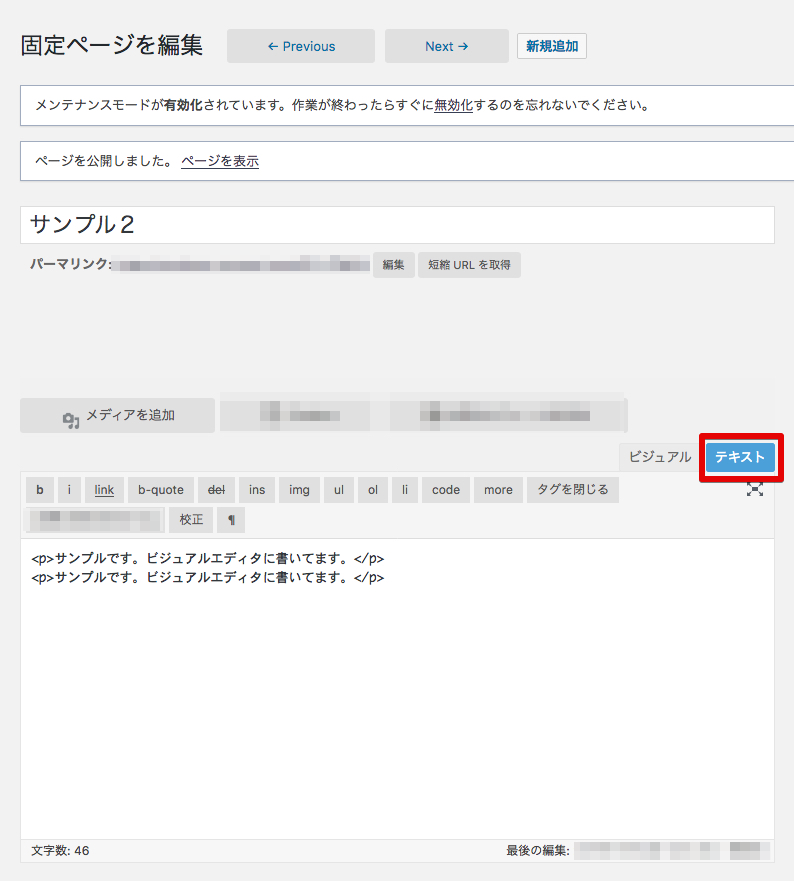 固定ページを編集 ← Previous Next → 新規追加
メンテナンスモードが有効化されています。作業が終わったらすぐに無効化するのを忘れないでください。
ページを公開しました。 ページを表示
サンプル２
パーマリンク: 編集 短縮 URL を取得
メディアを追加
ビジュアル テキスト
b i link b-quote del ins img ul ol li code more タグを閉じる
校正 ¶
<p>サンプルです。ビジュアルエディタに書いてます。</p>
<p>サンプルです。ビジュアルエディタに書いてます。</p>
文字数: 46 最後の編集: